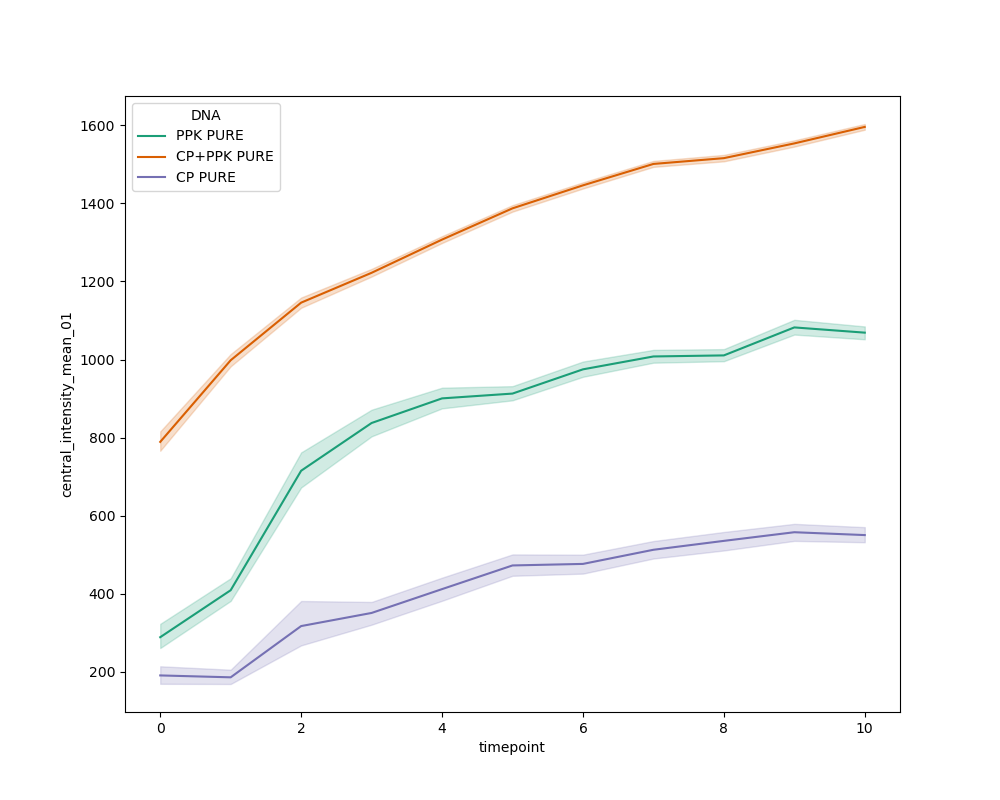 DNA
PPK PURE
CP+PPK PURE
CP PURE
1600
1400
1200
1000
800
600
400
200
central_intensity_mean_01
0 2 4 6 8 10
timepoint